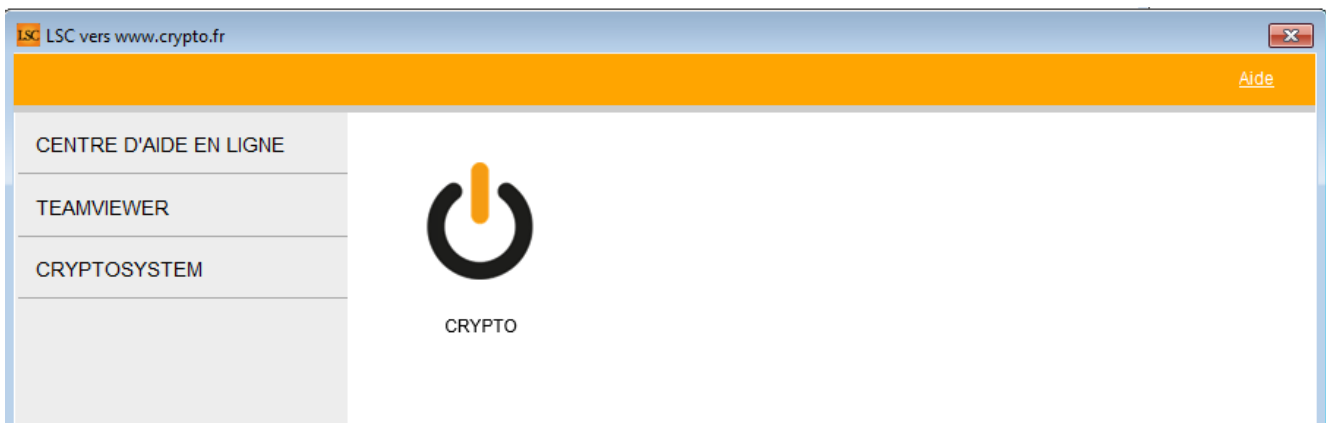 LSC LSC vers www.crypto.fr
Aide
CENTRE D'AIDE EN LIGNE
TEAMVIEWER
CRYPTOSYSTEM
CRYPTO